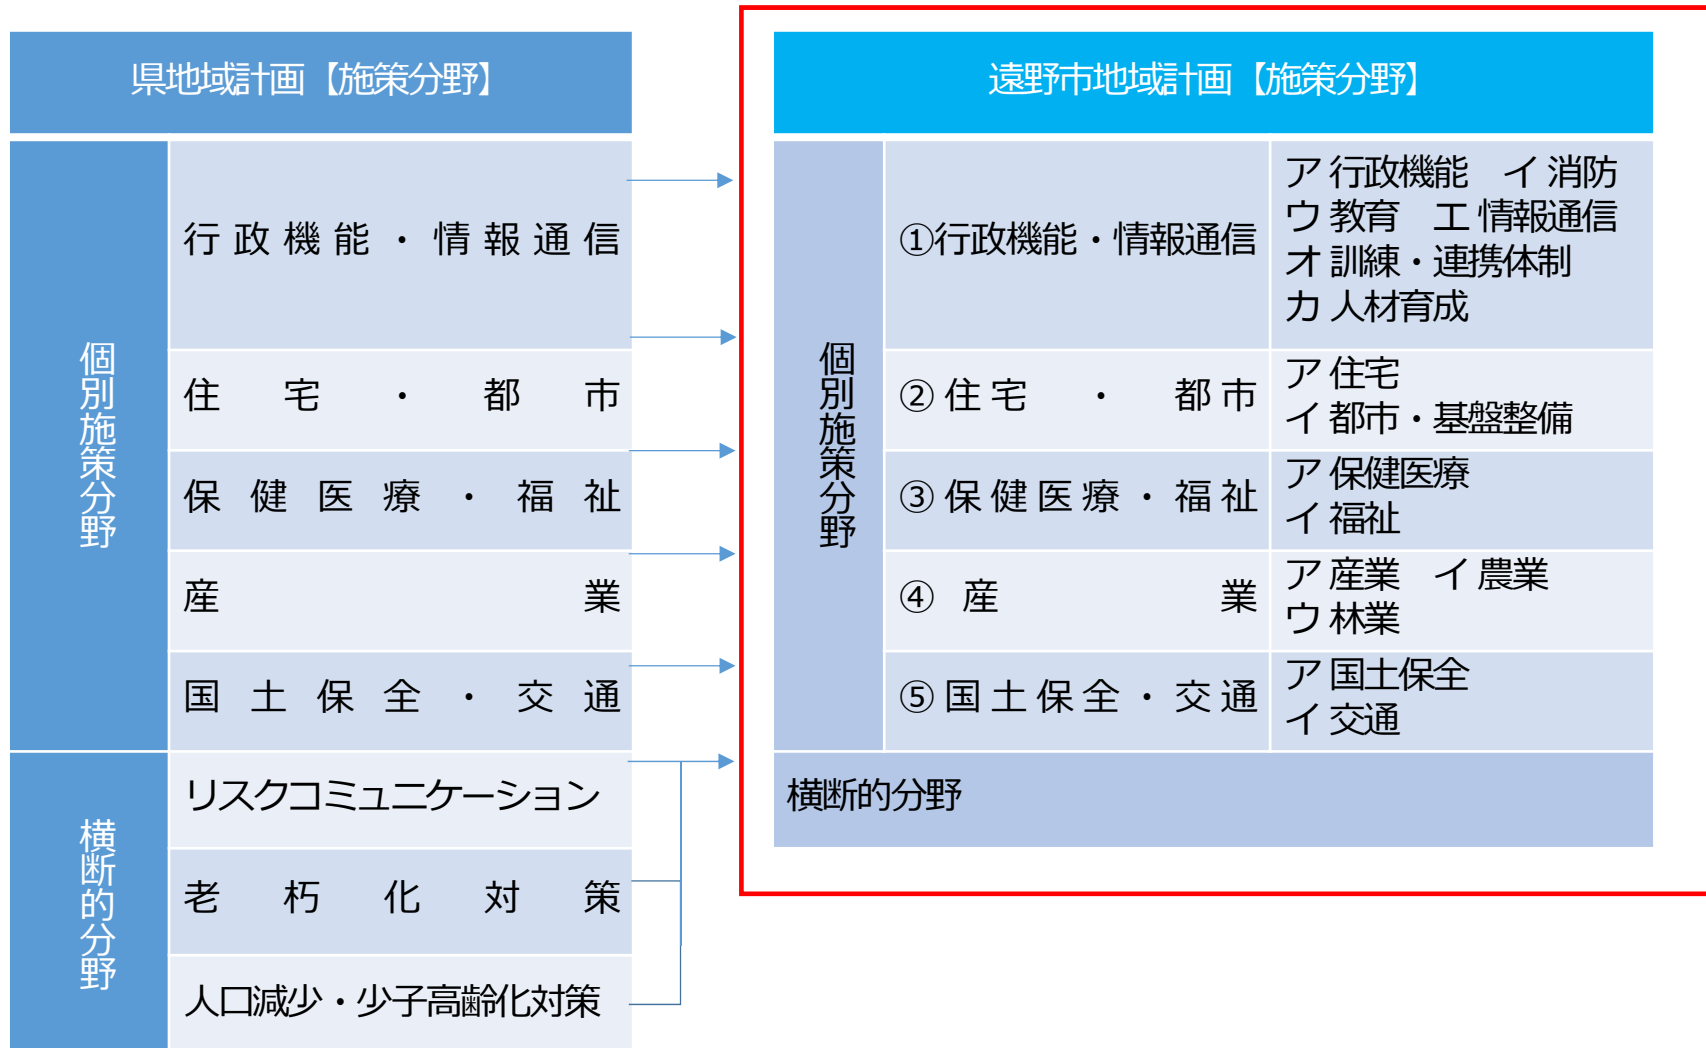 県地域計画【施策分野】
個別施策分野
行政機能・情報通信
住宅・都市
保健医療・福祉
産業
国土保全・交通
横断的分野
リスクコミュニケーション
老朽化対策
人口減少・少子高齢化対策
遠野市地域計画【施策分野】
個別施策分野
①行政機能・情報通信
ア 行政機能　イ 消防
ウ 教育　エ 情報通信
オ 訓練・連携体制
カ 人材育成
②住宅・都市
ア 住宅
イ 都市・基盤整備
③保健医療・福祉
ア 保健医療
イ 福祉
④産業
ア 産業　イ 農業
ウ 林業
⑤国土保全・交通
ア 国土保全
イ 交通
横断的分野